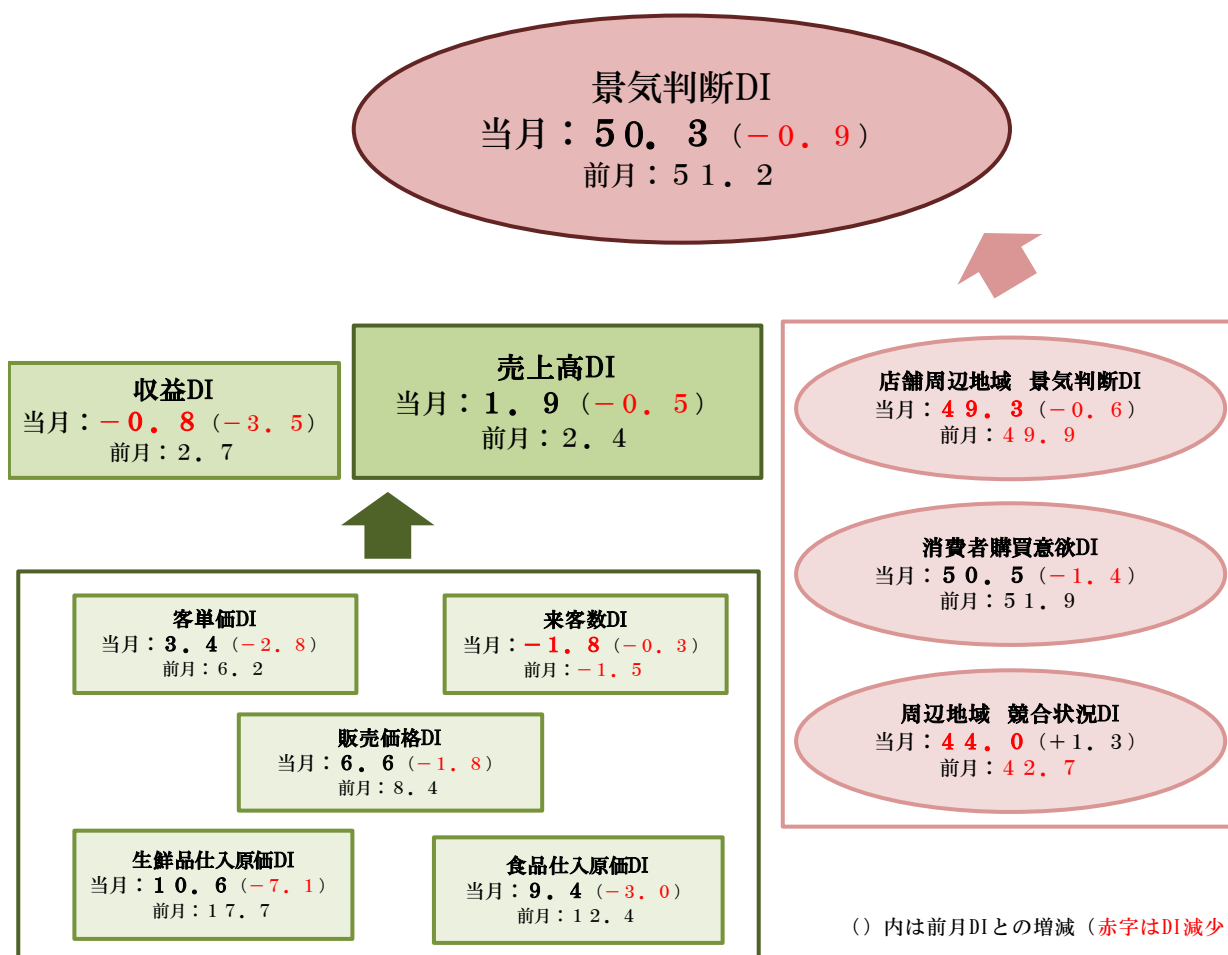 景気判断DI
当月：５０．３（－０．９）
前月：５１．２
収益DI
当月：－０．８（－３．５）
前月：２．７
売上高DI
当月：１．９（－０．５）
前月：２．４
店舗周辺地域　景気判断DI
当月：４９．３（－０．６）
前月：４９．９
消費者購買意欲DI
当月：５０．５（－１．４）
前月：５１．９
周辺地域　競合状況DI
当月：４４．０（＋１．３）
前月：４２．７
客単価DI
当月：３．４（－２．８）
前月：６．２
来客数DI
当月：－１．８（－０．３）
前月：－１．５
販売価格DI
当月：６．６（－１．８）
前月：８．４
生鮮品仕入原価DI
当月：１０．６（－７．１）
前月：１７．７
食品仕入原価DI
当月：９．４（－３．０）
前月：１２．４
（）内は前月DIとの増減（赤字はDI減少